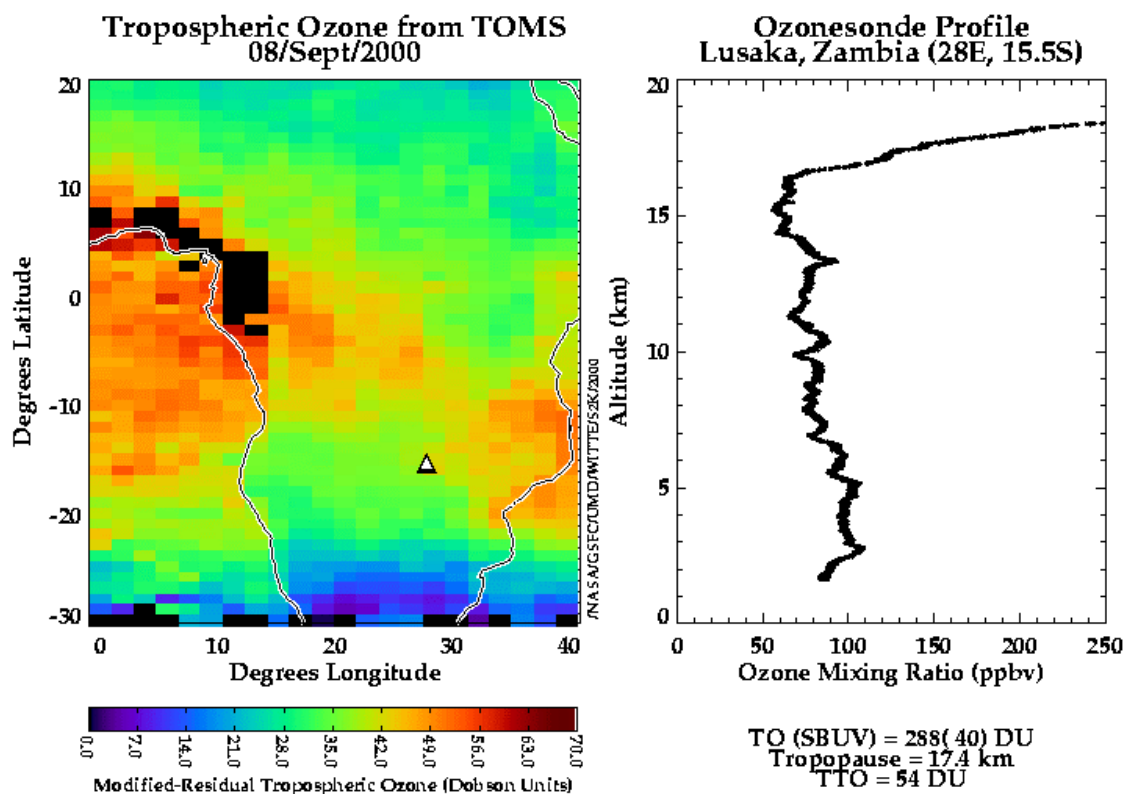 Tropospheric Ozone from TOMS
08/Sept/2000
20
10
0
-10
-20
-30
Degrees Latitude
0 10 20 30 40
Degrees Longitude
/NASA/GSFC/UMD/WITTE/S2K/2000
0.0 7.0 14.0 21.0 28.0 35.0 42.0 49.0 56.0 63.0 70.0
Modified-Residual Tropospheric Ozone (Dobson Units)
Ozonesonde Profile
Lusaka, Zambia (28E, 15.5S)
20
15
10
5
0
Altitude (km)
0 50 100 150 200 250
Ozone Mixing Ratio (ppbv)
TO (SBUV) = 288( 40) DU
Tropopause = 17.4 km
TTO = 54 DU